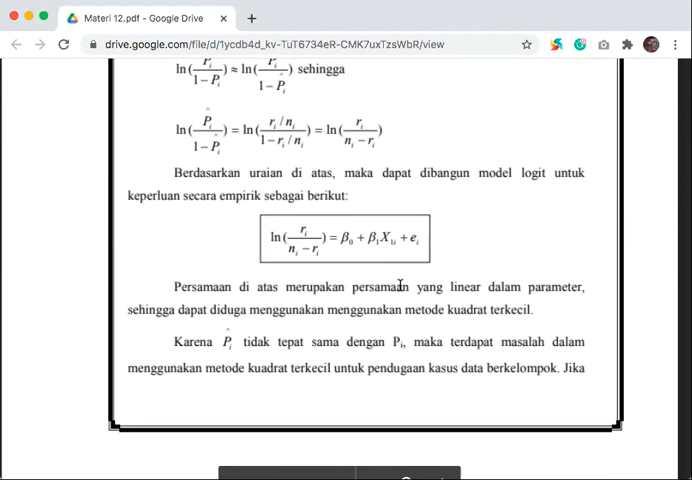 Materi 12.pdf - Google Drive
drive.google.com/file/d/1ycdb4d_kv-TuT6734eR-CMK7uxTzsWbR/view
ln(P_i / 1 − P_i) ≈ ln(P̂_i / 1 − P̂_i) sehingga
ln(P̂_i / 1 − P̂_i) = ln(r_i / n_i / 1 − r_i / n_i) = ln(r_i / n_i − r_i)
Berdasarkan uraian di atas, maka dapat dibangun model logit untuk
keperluan secara empirik sebagai berikut:
ln(r_i / n_i − r_i) = β_0 + β_1 X_1i + e_i
Persamaan di atas merupakan persamaan yang linear dalam parameter,
sehingga dapat diduga menggunakan menggunakan metode kuadrat terkecil.
Karena P̂_i tidak tepat sama dengan P_i, maka terdapat masalah dalam
menggunakan metode kuadrat terkecil untuk pendugaan kasus data berkelompok. Jika